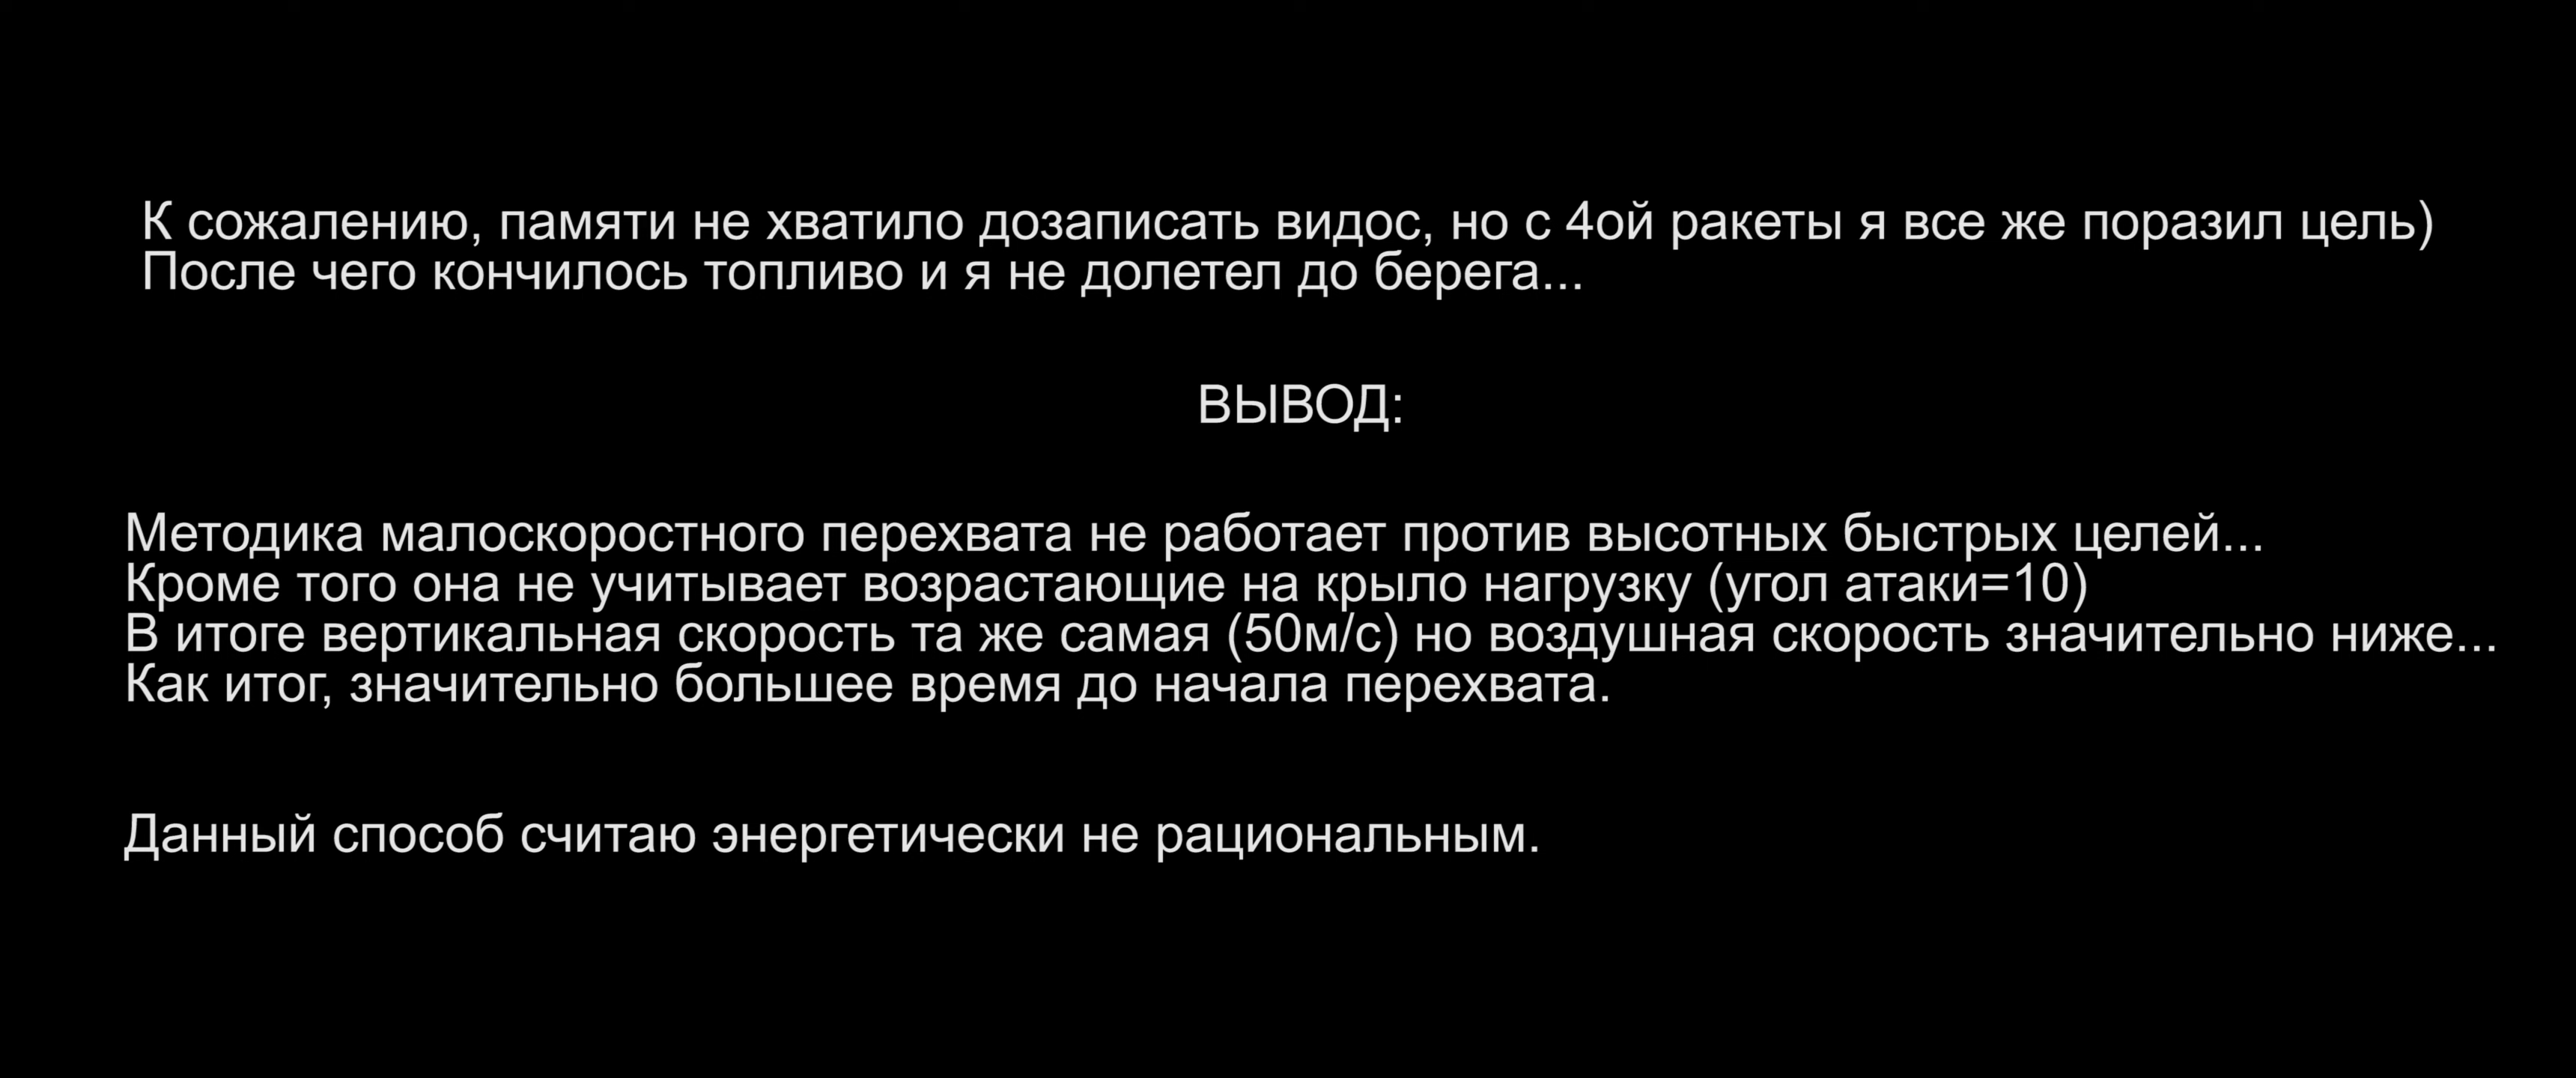 К сожалению, памяти не хватило дозаписать видос, но с 4ой ракеты я все же поразил цель)
После чего кончилось топливо и я не долетел до берега...
ВЫВОД:
Методика малоскоростного перехвата не работает против высотных быстрых целей...
Кроме того она не учитывает возрастающие на крыло нагрузку (угол атаки=10)
В итоге вертикальная скорость та же самая (50м/с) но воздушная скорость значительно ниже...
Как итог, значительно большее время до начала перехвата.
Данный способ считаю энергетически не рациональным.